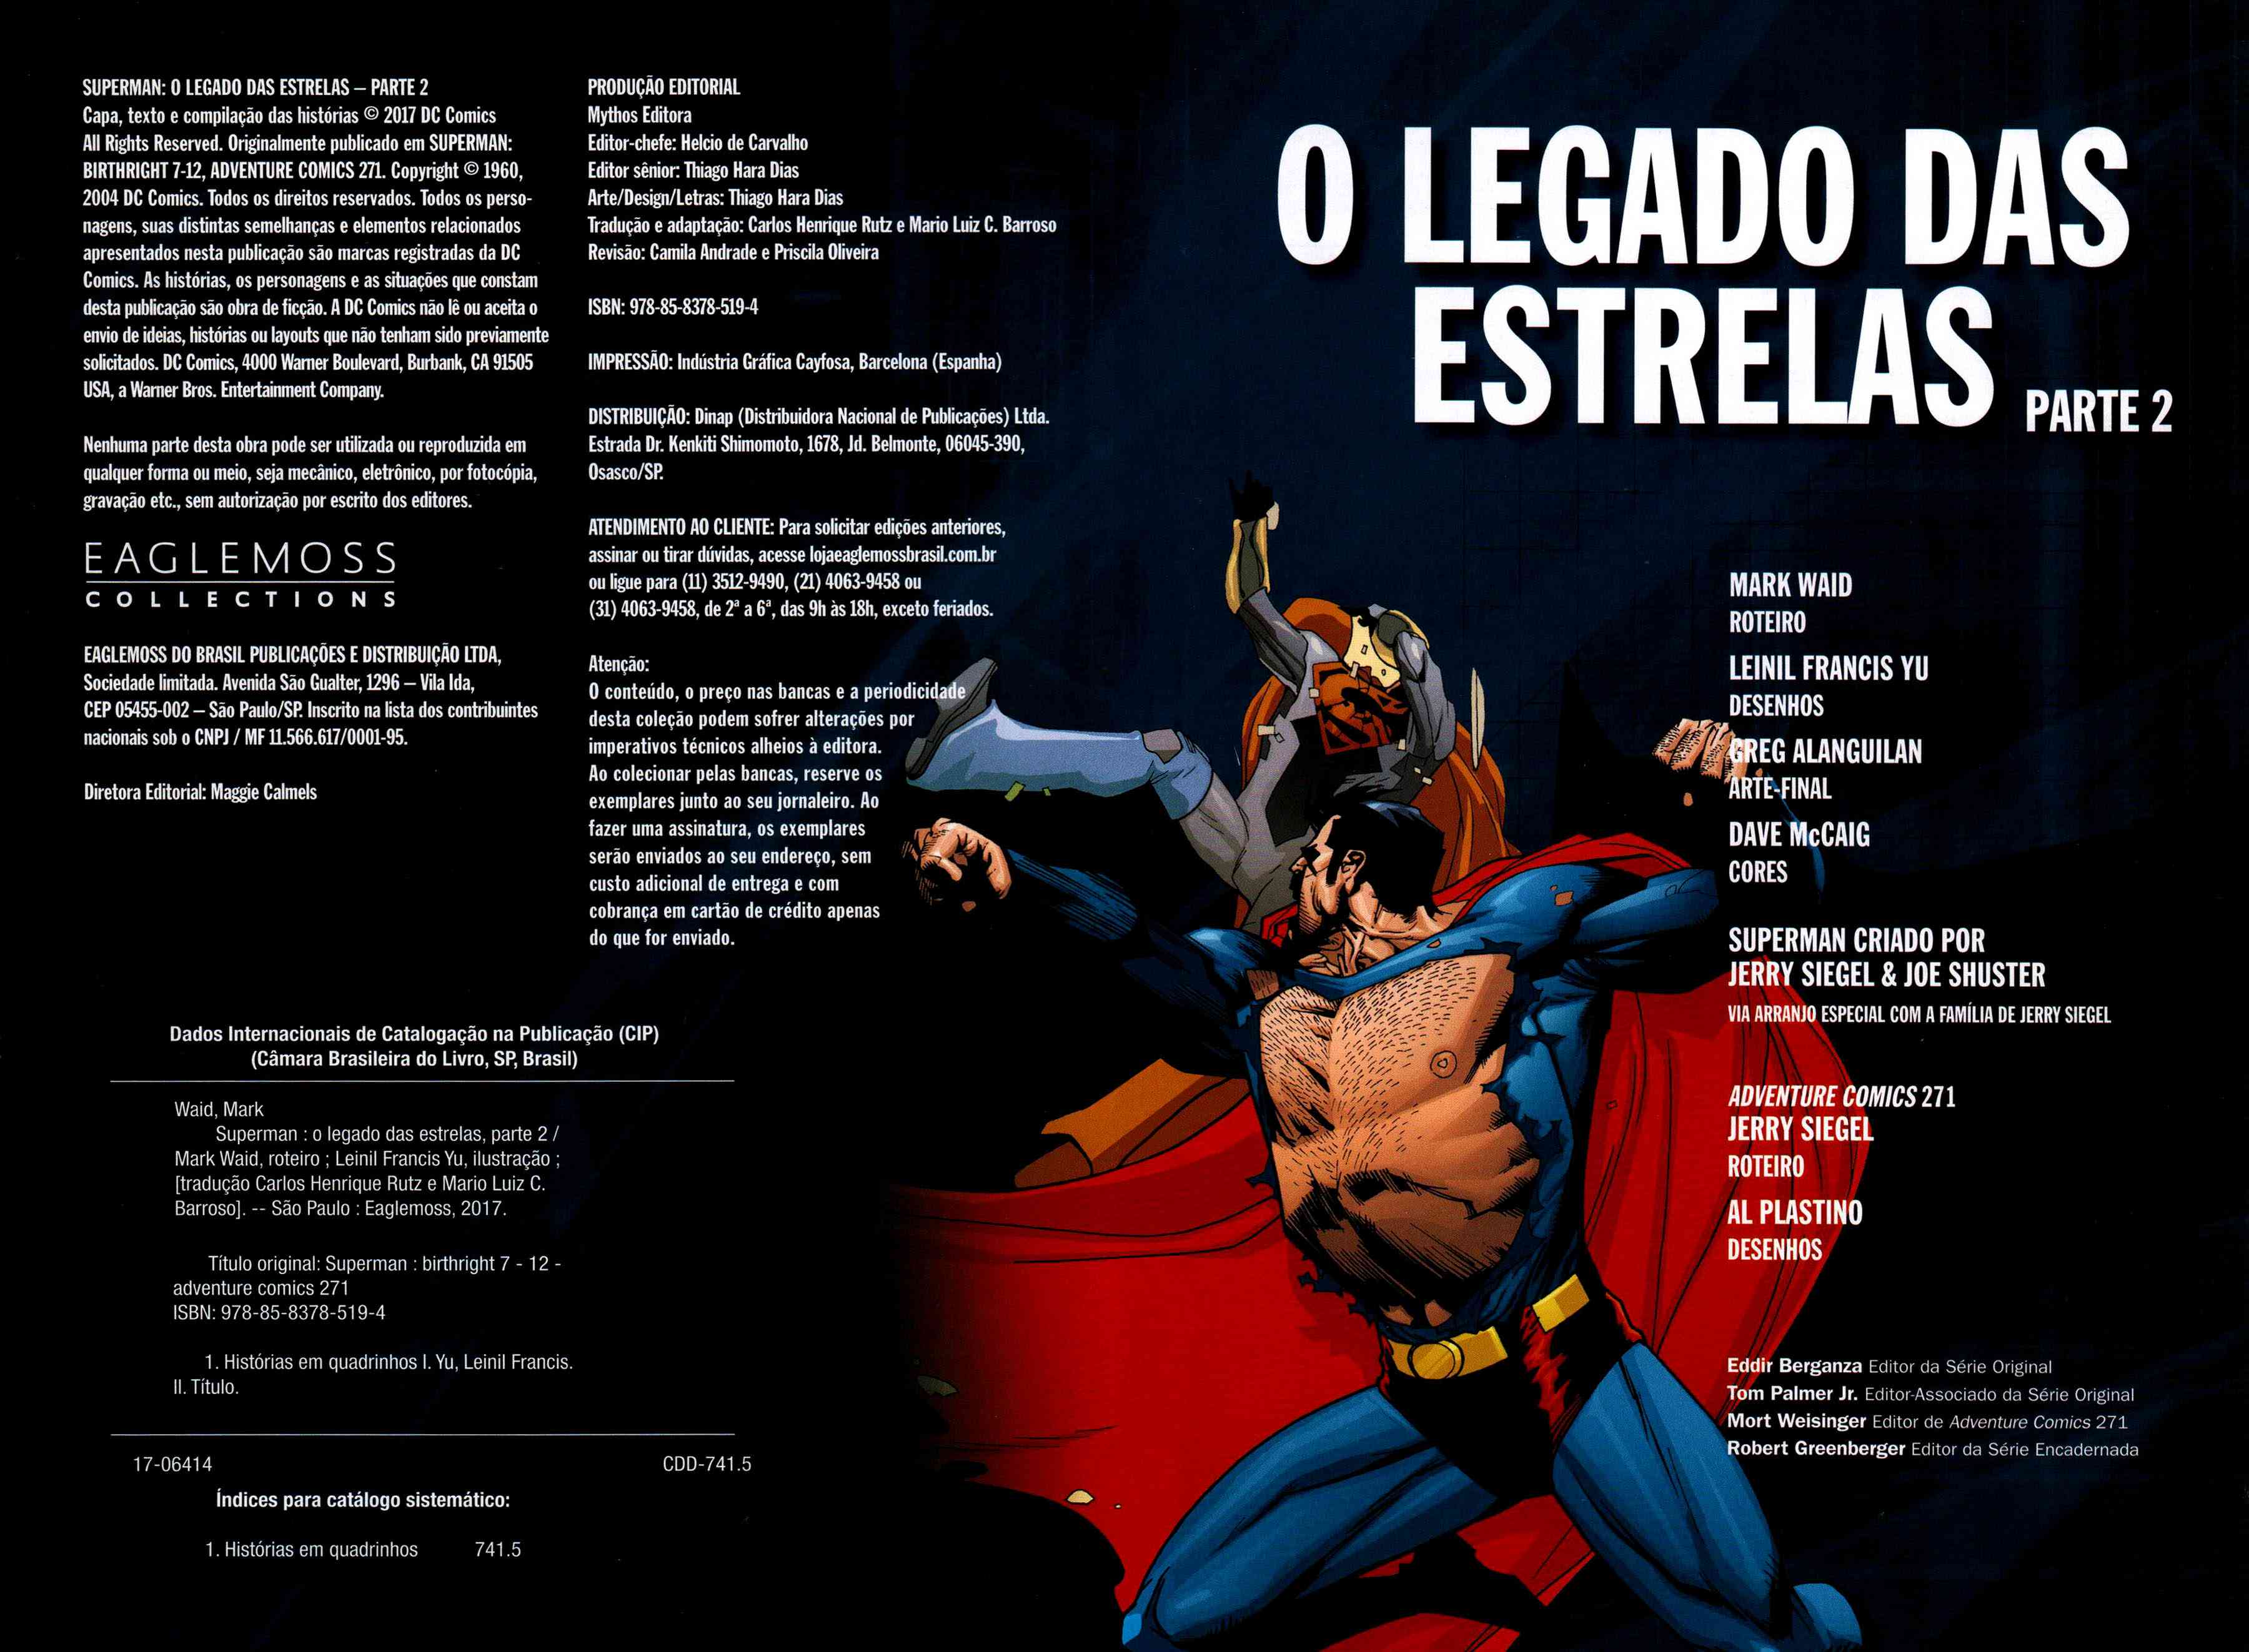 SUPERMAN: O LEGADO DAS ESTRELAS – PARTE 2
Capa, texto e compilação das histórias © 2017 DC Comics
All Rights Reserved. Originalmente publicado em SUPERMAN:
BIRTHRIGHT 7-12, ADVENTURE COMICS 271. Copyright © 1960,
2004 DC Comics. Todos os direitos reservados. Todos os perso-
nagens, suas distintas semelhanças e elementos relacionados
apresentados nesta publicação são marcas registradas da DC
Comics. As histórias, os personagens e as situações que constam
desta publicação são obra de ficção. A DC Comics não lê ou aceita o
envio de ideias, histórias ou layouts que não tenham sido previamente
solicitados. DC Comics, 4000 Warner Boulevard, Burbank, CA 91505
USA, a Warner Bros. Entertainment Company.
Nenhuma parte desta obra pode ser utilizada ou reproduzida em
qualquer forma ou meio, seja mecânico, eletrônico, por fotocópia,
gravação etc., sem autorização por escrito dos editores.
EAGLEMOSS
COLLECTIONS
EAGLEMOSS DO BRASIL PUBLICAÇÕES E DISTRIBUIÇÃO LTDA,
Sociedade limitada. Avenida São Gualter, 1296 – Vila Ida,
CEP 05455-002 – São Paulo/SP. Inscrito na lista dos contribuintes
nacionais sob o CNPJ / MF 11.566.617/0001-95.
Diretora Editorial: Maggie Calmels
PRODUÇÃO EDITORIAL
Mythos Editora
Editor-chefe: Helcio de Carvalho
Editor sênior: Thiago Hara Dias
Arte/Design/Letras: Thiago Hara Dias
Tradução e adaptação: Carlos Henrique Rutz e Mario Luiz C. Barroso
Revisão: Camila Andrade e Priscila Oliveira
ISBN: 978-85-8378-519-4
IMPRESSÃO: Indústria Gráfica Cayfosa, Barcelona (Espanha)
DISTRIBUIÇÃO: Dinap (Distribuidora Nacional de Publicações) Ltda.
Estrada Dr. Kenkiti Shimomoto, 1678, Jd. Belmonte, 06045-390,
Osasco/SP.
ATENDIMENTO AO CLIENTE: Para solicitar edições anteriores,
assinar ou tirar dúvidas, acesse lojaeaglemossbrasil.com.br
ou ligue para (11) 3512-9490, (21) 4063-9458 ou
(31) 4063-9458, de 2ª a 6ª, das 9h às 18h, exceto feriados.
Atenção:
O conteúdo, o preço nas bancas e a periodicidade
desta coleção podem sofrer alterações por
imperativos técnicos alheios à editora.
Ao colecionar pelas bancas, reserve os
exemplares junto ao seu jornaleiro. Ao
fazer uma assinatura, os exemplares
serão enviados ao seu endereço, sem
custo adicional de entrega e com
cobrança em cartão de crédito apenas
do que for enviado.
Dados Internacionais de Catalogação na Publicação (CIP)
(Câmara Brasileira do Livro, SP, Brasil)
Waid, Mark
Superman : o legado das estrelas, parte 2 /
Mark Waid, roteiro ; Leinil Francis Yu, ilustração ;
[tradução Carlos Henrique Rutz e Mario Luiz C.
Barroso]. -- São Paulo : Eaglemoss, 2017.
Título original: Superman : birthright 7 - 12 -
adventure comics 271
ISBN: 978-85-8378-519-4
1. Histórias em quadrinhos I. Yu, Leinil Francis.
II. Título.
17-06414 CDD-741.5
Índices para catálogo sistemático:
1. Histórias em quadrinhos 741.5
O LEGADO DAS
ESTRELAS PARTE 2
MARK WAID
ROTEIRO
LEINIL FRANCIS YU
DESENHOS
GREG ALANGUILAN
ARTE-FINAL
DAVE McCAIG
CORES
SUPERMAN CRIADO POR
JERRY SIEGEL & JOE SHUSTER
VIA ARRANJO ESPECIAL COM A FAMÍLIA DE JERRY SIEGEL
ADVENTURE COMICS 271
JERRY SIEGEL
ROTEIRO
AL PLASTINO
DESENHOS
Eddir Berganza Editor da Série Original
Tom Palmer Jr. Editor-Associado da Série Original
Mort Weisinger Editor de Adventure Comics 271
Robert Greenberger Editor da Série Encadernada